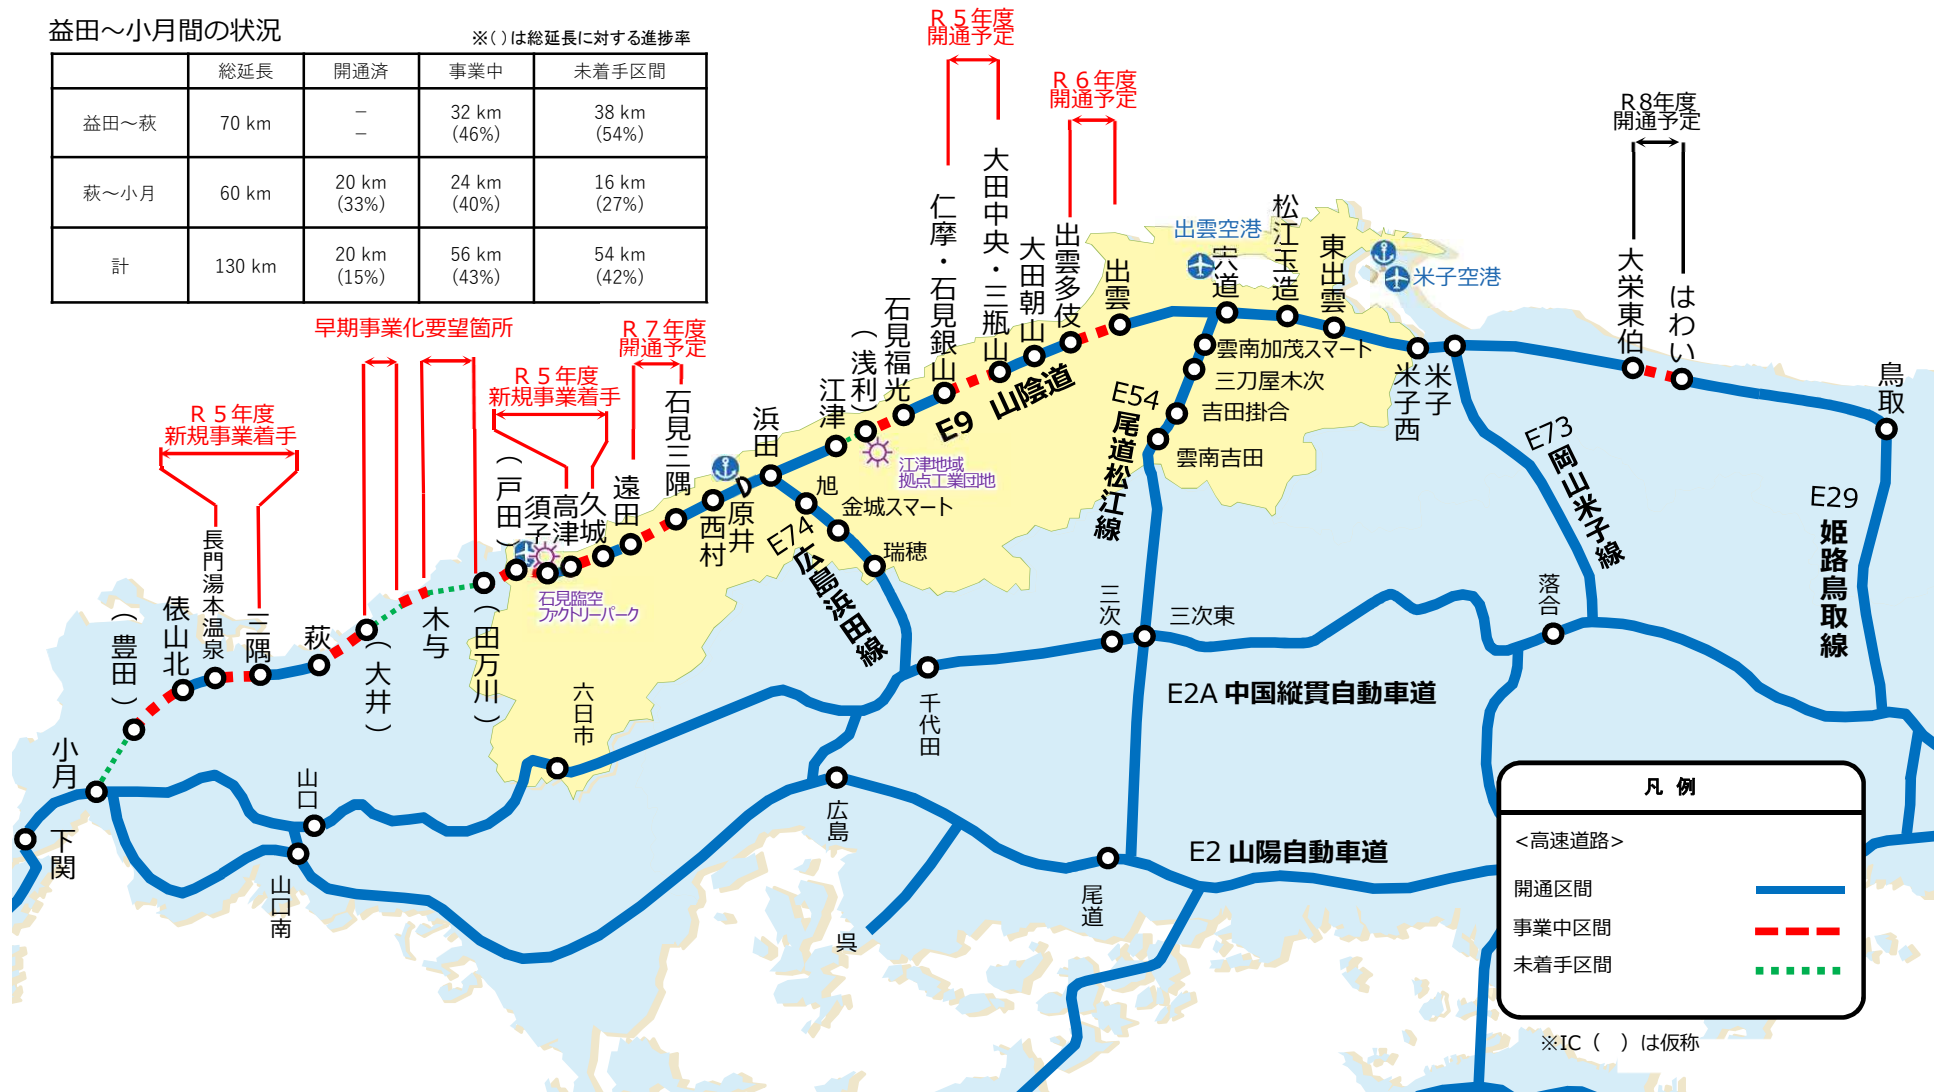 益田～小月間の状況
※( )は総延長に対する進捗率
総延長 開通済 事業中 未着手区間
益田～萩 70 km － － 32 km (46%) 38 km (54%)
萩～小月 60 km 20 km (33%) 24 km (40%) 16 km (27%)
計 130 km 20 km (15%) 56 km (43%) 54 km (42%)
Ｒ５年度
開通予定
Ｒ６年度
開通予定
Ｒ8年度
開通予定
早期事業化要望箇所
Ｒ７年度
開通予定
Ｒ５年度
新規事業着手
Ｒ５年度
新規事業着手
小月
下関
（豊田）
俵山北
長門湯本温泉
三隅
萩
（大井）
木与
（田万川）
（戸田）
須子
高津
久城
遠田
石見三隅
西村
原井
浜田
江津
（浅利）
石見福光
仁摩・石見銀山
大田中央・三瓶山
大田朝山
出雲多伎
出雲
出雲空港
宍道
松江玉造
東出雲
米子空港
米子西
米子
大栄東伯
はわい
鳥取
E9 山陰道
江津地域
拠点工業団地
石見臨空
ファクトリーパーク
旭
金城スマート
瑞穂
E74 広島浜田線
雲南加茂スマート
三刀屋木次
吉田掛合
雲南吉田
E54 尾道松江線
E73 岡山米子線
E29 姫路鳥取線
三次
三次東
落合
六日市
千代田
E2A 中国縦貫自動車道
山口
山口南
広島
呉
尾道
E2 山陽自動車道
凡 例
<高速道路>
開通区間
事業中区間
未着手区間
※IC（　）は仮称